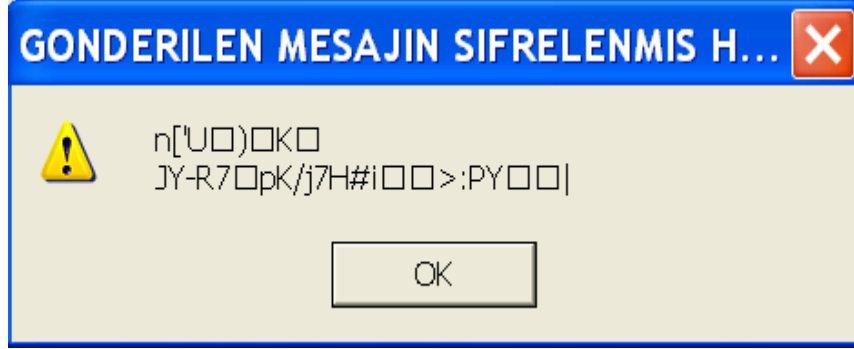 GONDERILEN MESAJIN SIFRELENMIS H...
n['U□)□K□
JY-R7□pK/j7H#i□□>:PY□□|
OK